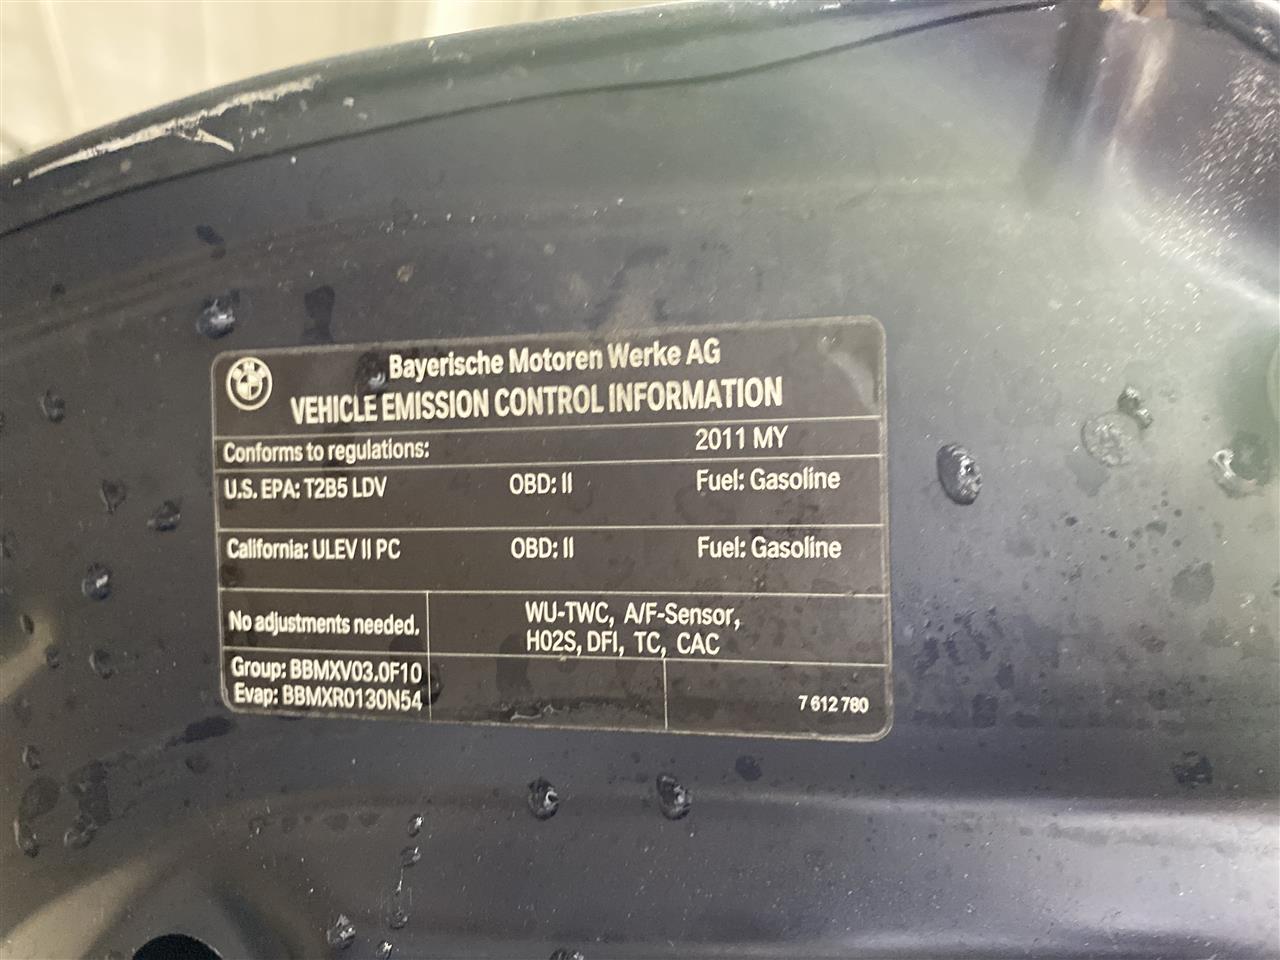 Bayerische Motoren Werke AG
VEHICLE EMISSION CONTROL INFORMATION
Conforms to regulations: 2011 MY
U.S. EPA: T2B5 LDV OBD: II Fuel: Gasoline
California: ULEV II PC OBD: II Fuel: Gasoline
No adjustments needed.
WU-TWC, A/F-Sensor,
H02S, DFI, TC, CAC
Group: BBMXV03.0F10
Evap: BBMXR0130N54
7 612 780